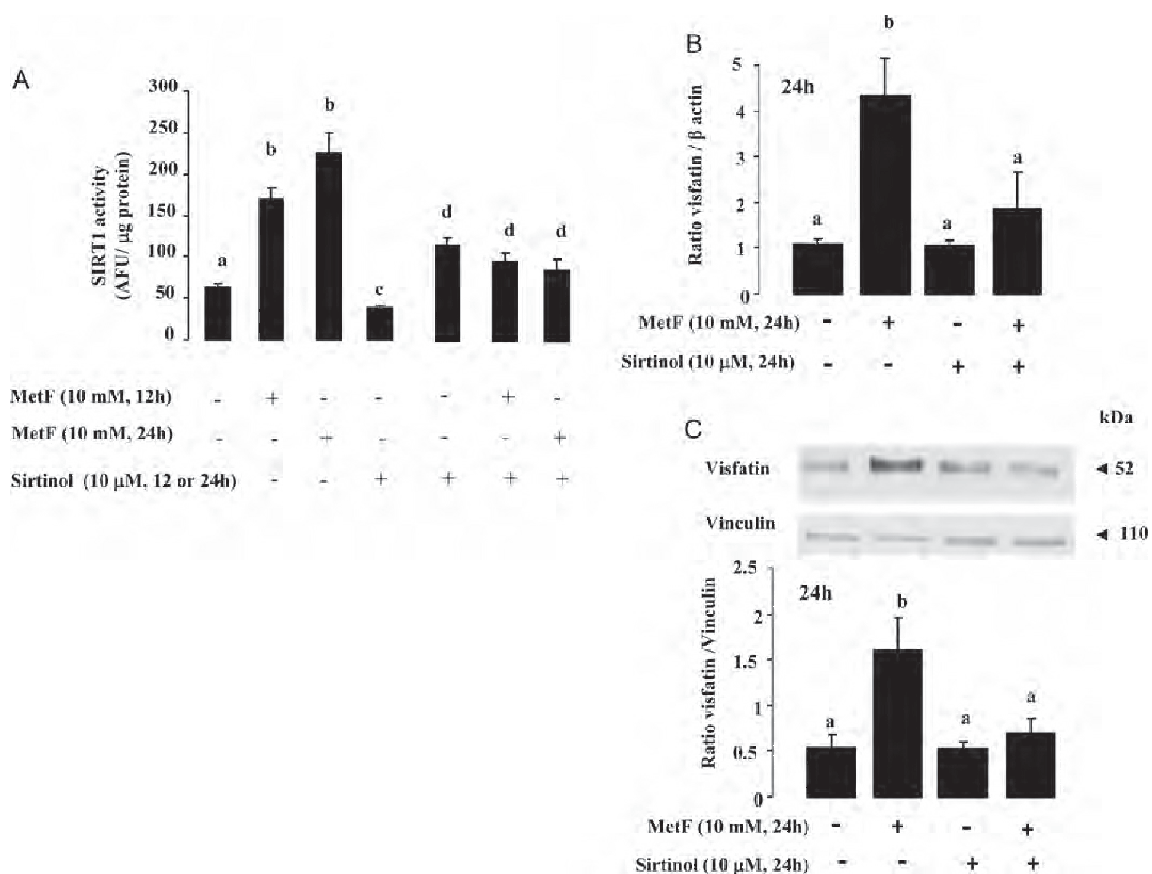 A
SIRT1 activity
(AFU/ µg protein)
300
250
200
150
100
50
0
a
b
b
c
d
d
d
MetF (10 mM, 12h) - + - - - + -
MetF (10 mM, 24h) - - + - - - +
Sirtinol (10 µM, 12 or 24h) - - + + + +
B
Ratio visfatin / β actin
5
4
3
2
1
0
24h
a
b
a
a
MetF (10 mM, 24h) - + - +
Sirtinol (10 µM, 24h) - - + +
C
kDa
Visfatin ◄ 52
Vinculin ◄ 110
Ratio visfatin /Vinculin
2.5
2
1.5
1
0.5
0
24h
a
b
a
a
MetF (10 mM, 24h) - + - +
Sirtinol (10 µM, 24h) - - + +